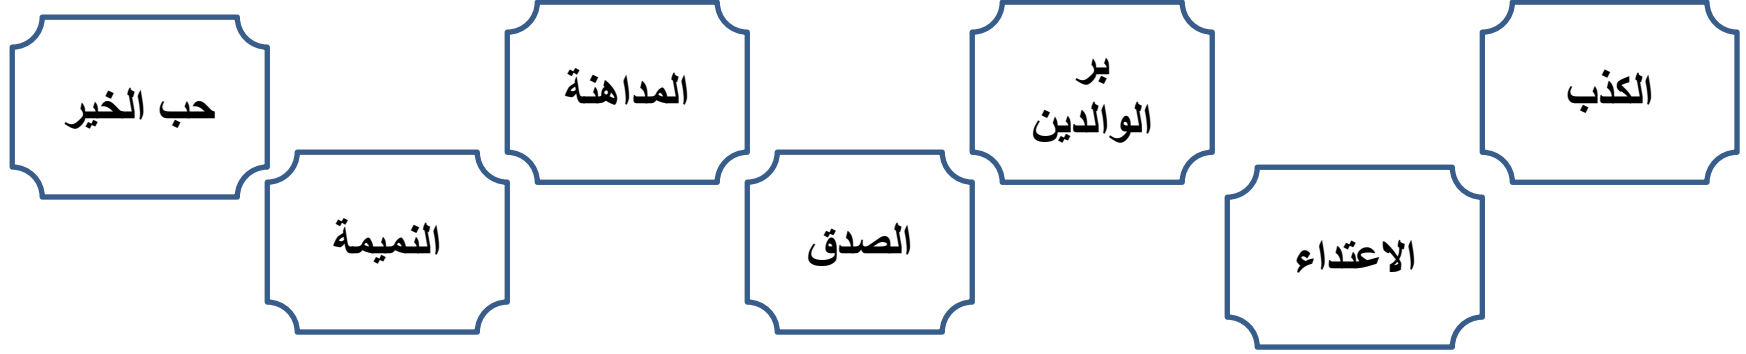 الكذب
الاعتداء
بر
الوالدين
الصدق
المداهنة
النميمة
حب الخير